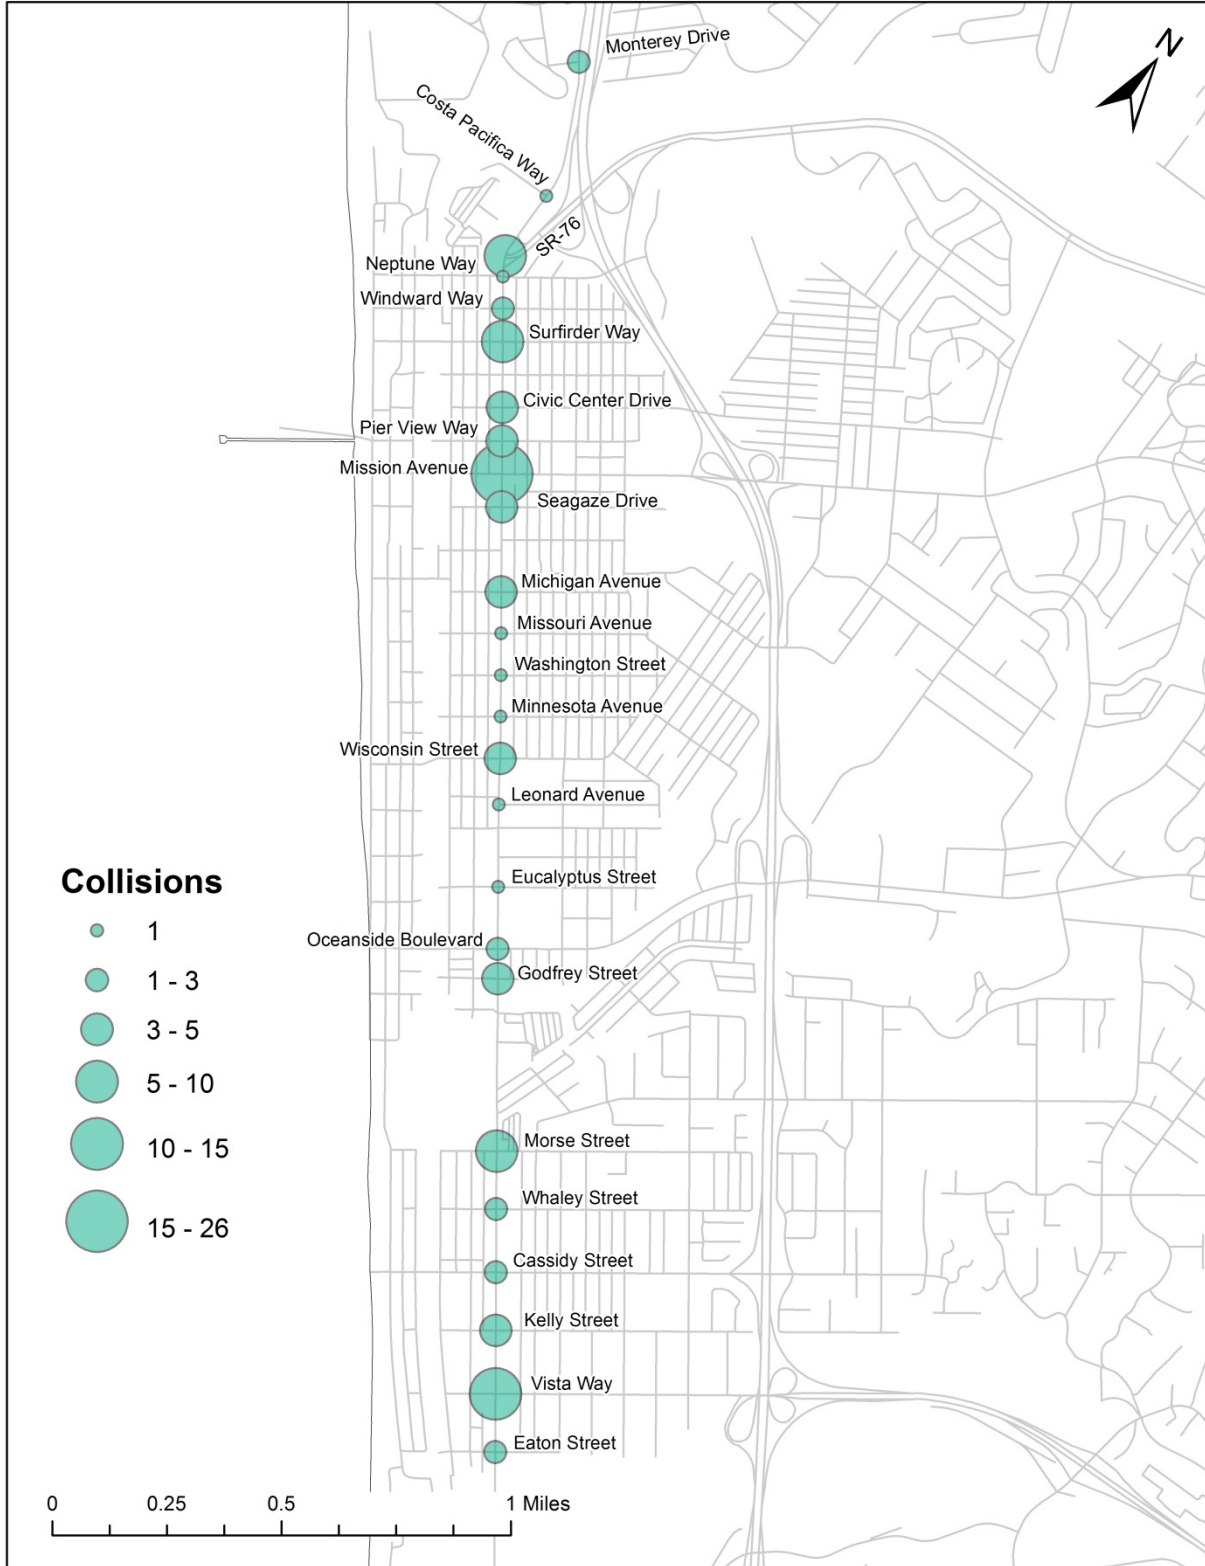 Monterey Drive
N
Costa Pacifica Way
SR-76
Neptune Way
Windward Way
Surfirder Way
Civic Center Drive
Pier View Way
Mission Avenue
Seagaze Drive
Michigan Avenue
Missouri Avenue
Washington Street
Minnesota Avenue
Wisconsin Street
Leonard Avenue
Eucalyptus Street
Oceanside Boulevard
Godfrey Street
Morse Street
Whaley Street
Cassidy Street
Kelly Street
Vista Way
Eaton Street
Collisions
1
1 - 3
3 - 5
5 - 10
10 - 15
15 - 26
0 0.25 0.5 1 Miles